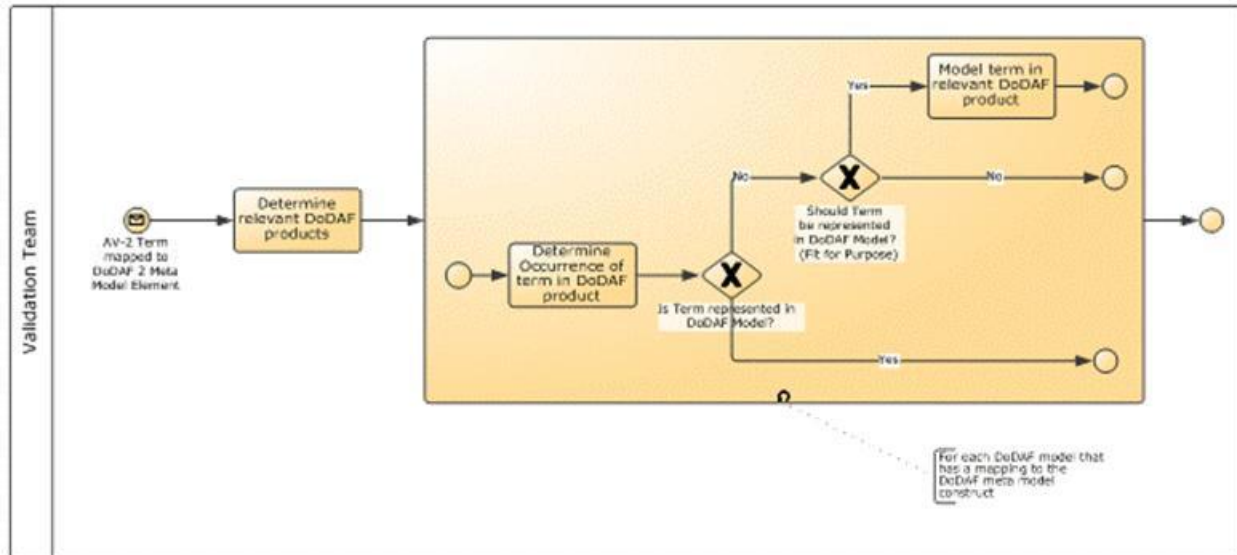 Validation Team
AV-2 Term
mapped to
DoDAF 2 Meta
Model Element
Determine
relevant DoDAF
products
Determine
Occurrence of
term in DoDAF
product
Is Term represented in
DoDAF Model?
No
Yes
Should Term
be represented
in DoDAF Model?
(Fit for Purpose)
Yes
No
Model term in
relevant DoDAF
product
For each DoDAF model that
has a mapping to the
DoDAF meta model
construct